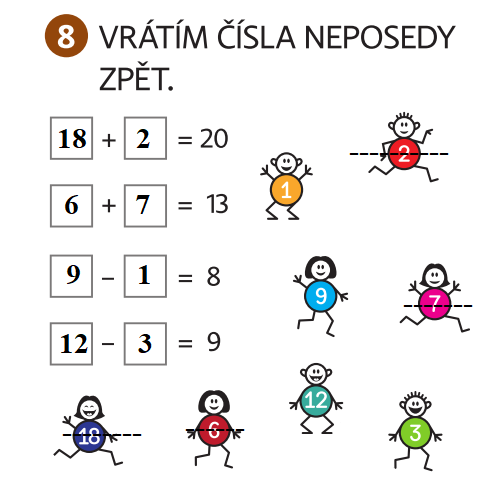 8 VRÁTÍM ČÍSLA NEPOSEDY
ZPĚT.
18 + 2 = 20
6 + 7 = 13
9 – 1 = 8
12 – 3 = 9
1
2
9
7
18
6
12
3